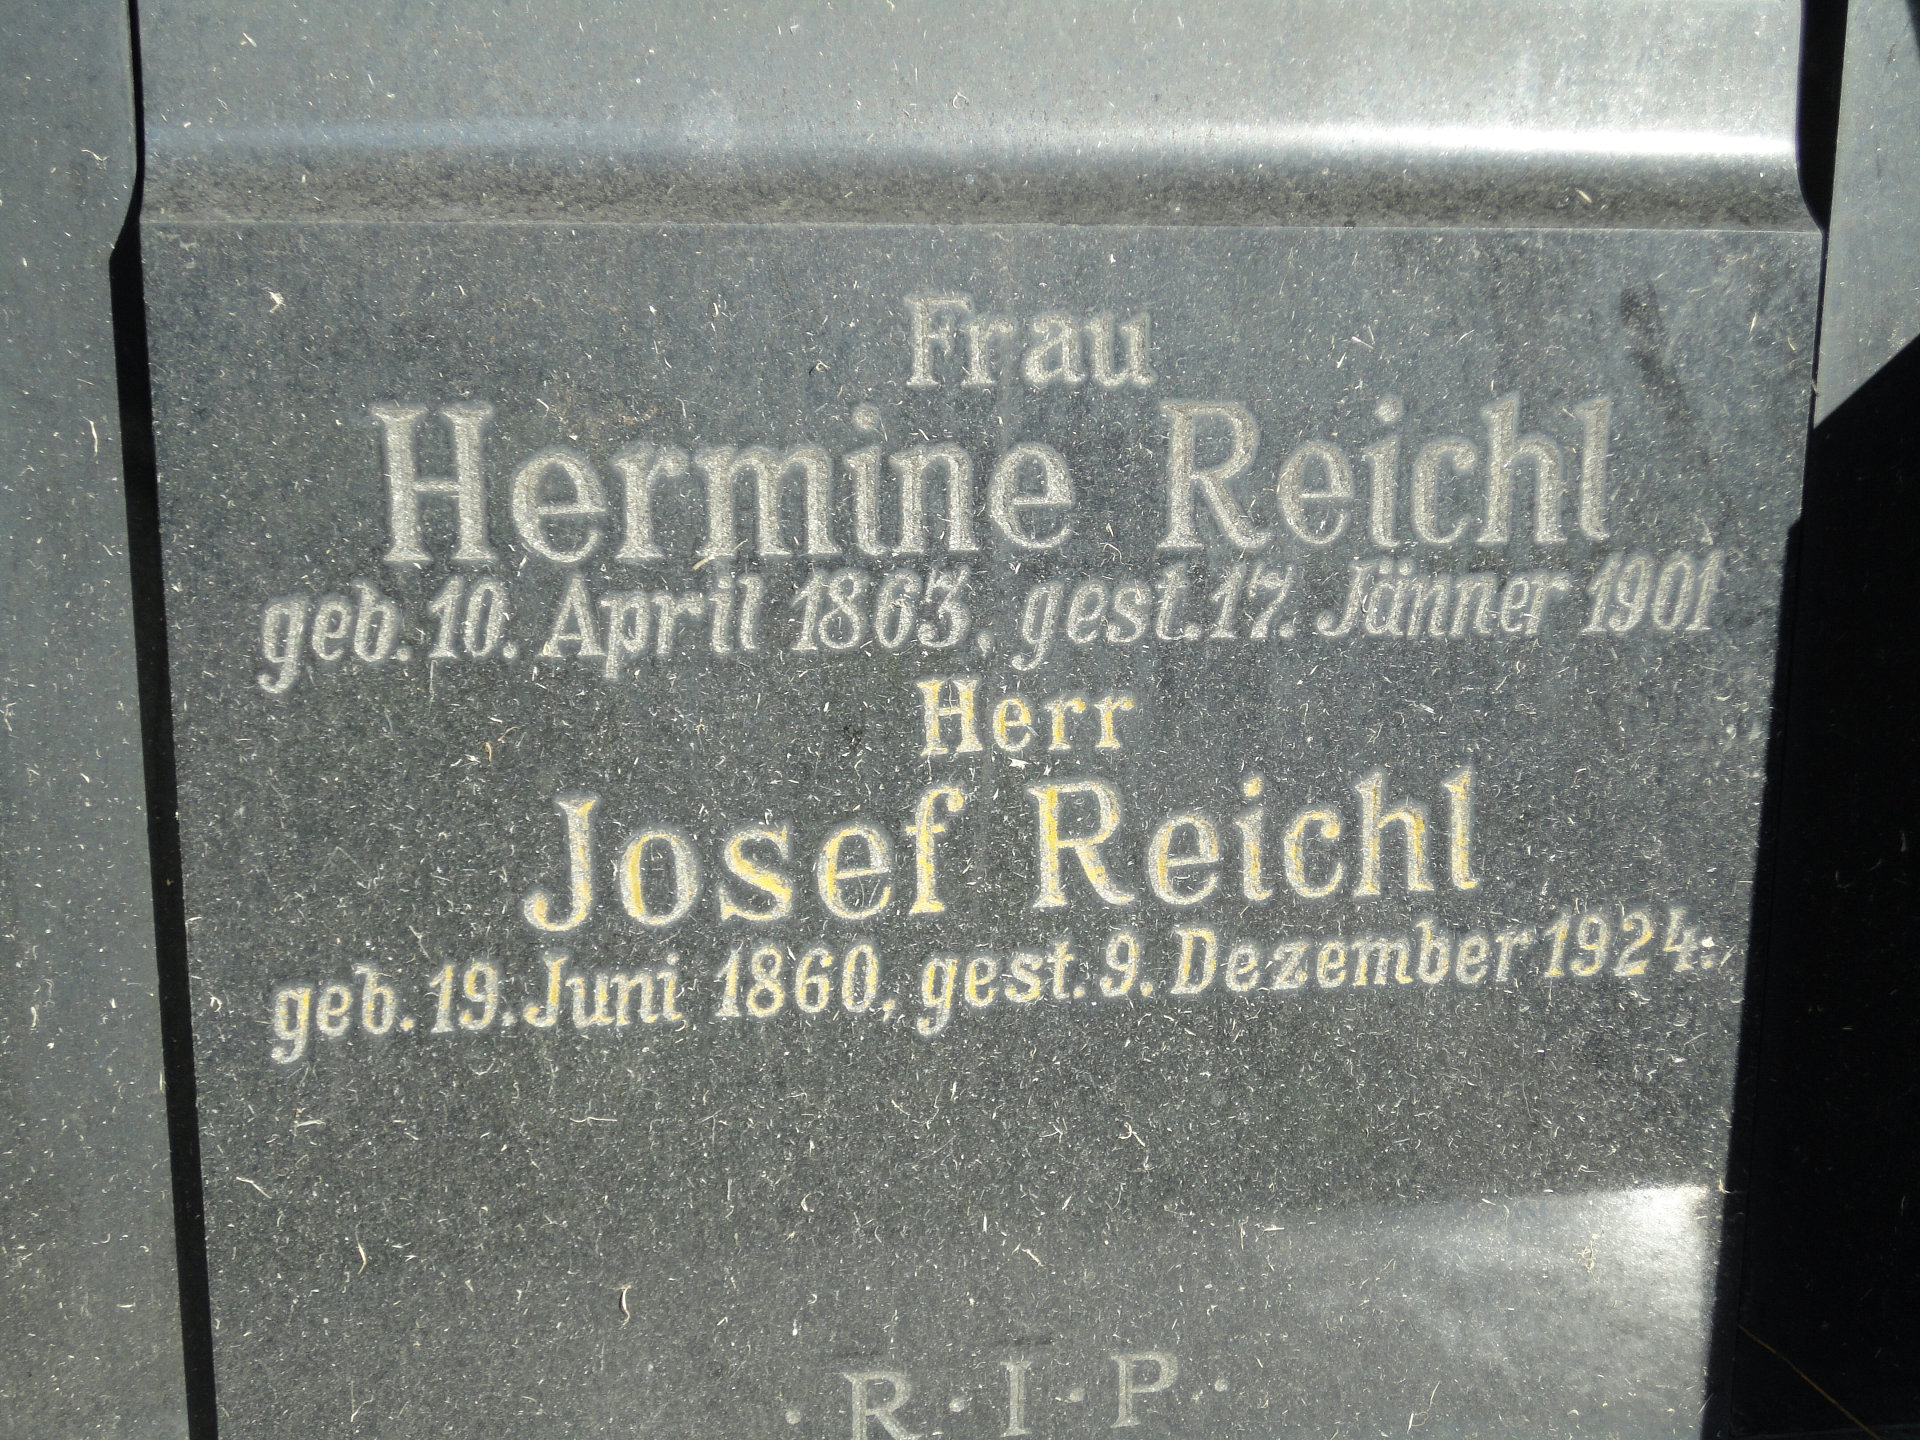 Frau
Hermine Reichl
geb. 10. April 1863, gest. 17. Jänner 1901
Herr
Josef Reichl
geb. 19. Juni 1860, gest. 9. Dezember 1924.
· R · I · P ·